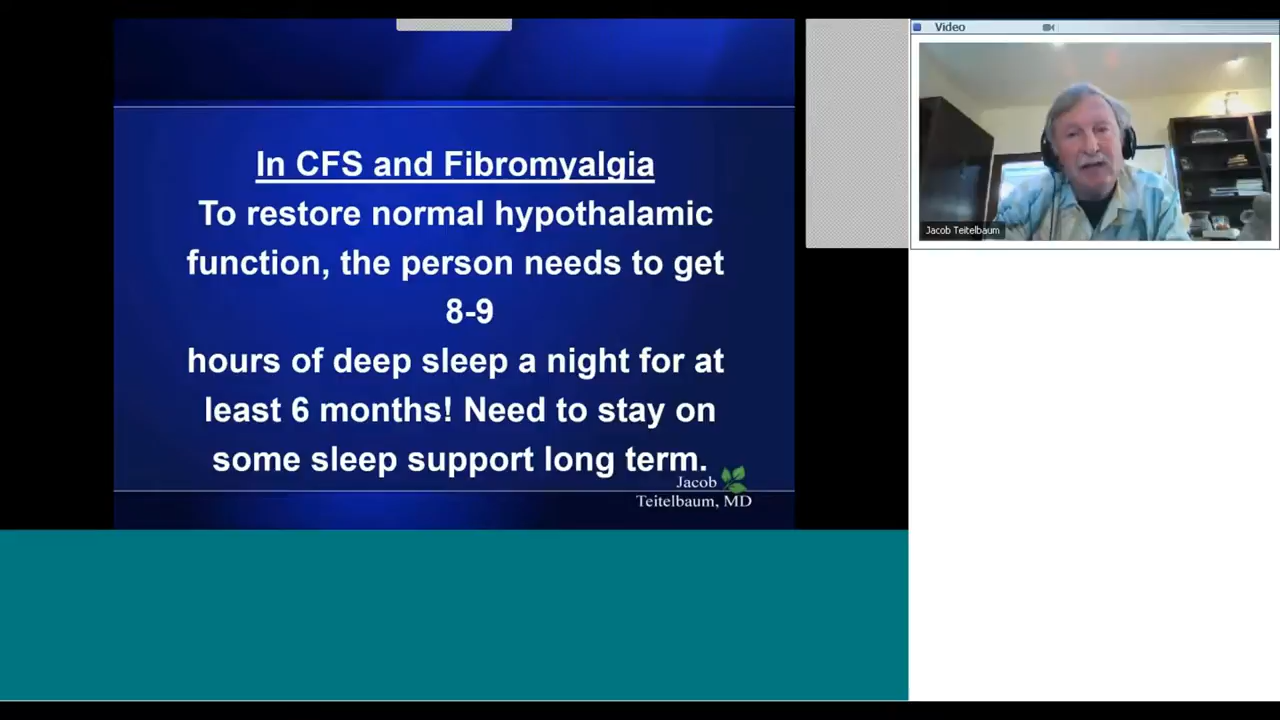 In CFS and Fibromyalgia
To restore normal hypothalamic
function, the person needs to get
8-9
hours of deep sleep a night for at
least 6 months! Need to stay on
some sleep support long term.
Jacob
Teitelbaum, MD
Video
Jacob Teitelbaum